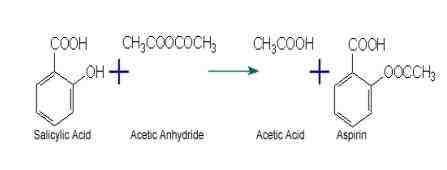 COOH CH3COOCOCH3 CH3COOH COOH
OH + + OOCCH3
Salicylic Acid Acetic Anhydride Acetic Acid Aspirin